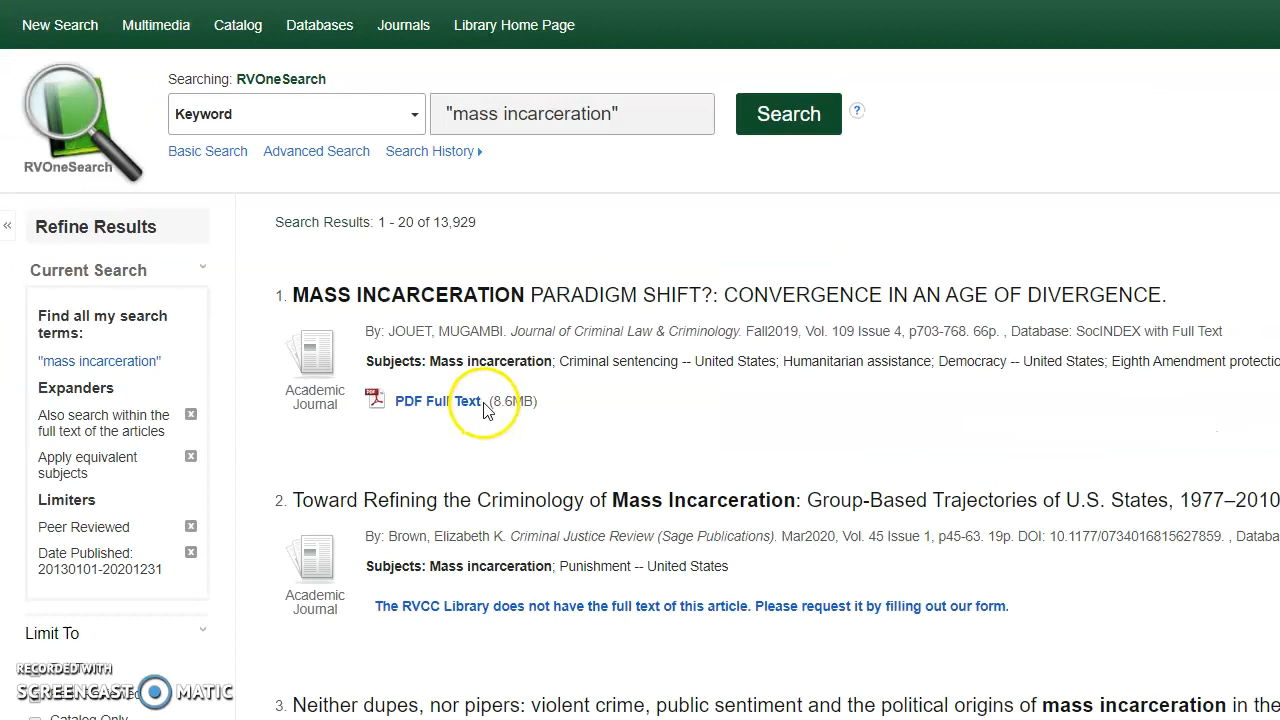 New Search Multimedia Catalog Databases Journals Library Home Page
Searching: RVOneSearch
Keyword "mass incarceration" Search ?
Basic Search Advanced Search Search History
RVOneSearch
« Refine Results
Search Results: 1 - 20 of 13,929
Current Search
Find all my search
terms:
"mass incarceration"
Expanders
Also search within the
full text of the articles
Apply equivalent
subjects
Limiters
Peer Reviewed
Date Published:
20130101-20201231
Limit To
Catalog Only
RECORDED WITH
SCREENCAST MATIC
1. MASS INCARCERATION PARADIGM SHIFT?: CONVERGENCE IN AN AGE OF DIVERGENCE.
By: JOUET, MUGAMBI. Journal of Criminal Law & Criminology. Fall2019, Vol. 109 Issue 4, p703-768. 66p. , Database: SocINDEX with Full Text
Subjects: Mass incarceration; Criminal sentencing -- United States; Humanitarian assistance; Democracy -- United States; Eighth Amendment protectio
Academic
Journal
PDF PDF Full Text (8.6MB)
2. Toward Refining the Criminology of Mass Incarceration: Group-Based Trajectories of U.S. States, 1977–2010
By: Brown, Elizabeth K. Criminal Justice Review (Sage Publications). Mar2020, Vol. 45 Issue 1, p45-63. 19p. DOI: 10.1177/0734016815627859. , Databa
Subjects: Mass incarceration; Punishment -- United States
Academic
Journal
The RVCC Library does not have the full text of this article. Please request it by filling out our form.
3. Neither dupes, nor pipers: violent crime, public sentiment and the political origins of mass incarceration in the